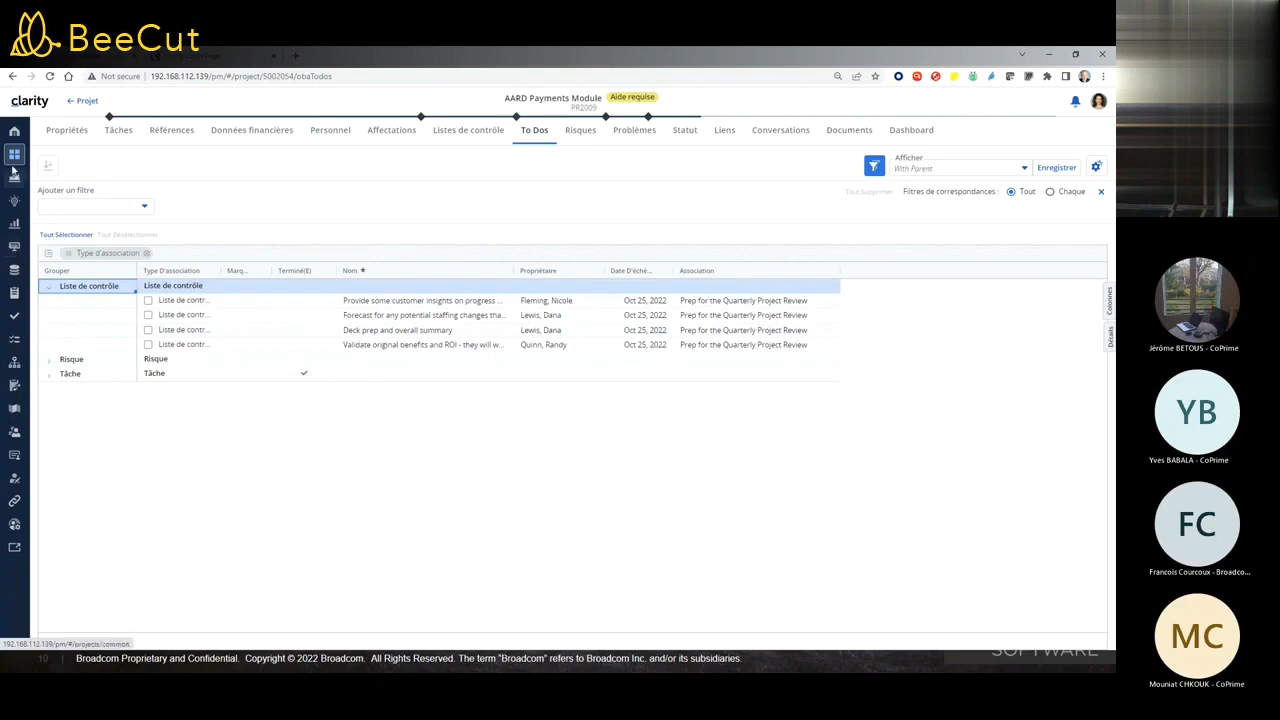 BeeCut
Not secure 192.168.112.139/pm/#/project/5002054/obaTodos
clarity Projet AARD Payments Module Aide requise
PR2009
Propriétés Tâches Références Données financières Personnel Affectations Listes de contrôle To Dos Risques Problèmes Statut Liens Conversations Documents Dashboard
Afficher
With Parent Enregistrer
Ajouter un filtre Tout Supprimer Filtres de correspondances : Tout Chaque
Tout Sélectionner Tout Désélectionner
Type d'association
Grouper Type D'association Marq... Terminé(E) Nom Propriétaire Date D'éché... Association
Liste de contrôle Liste de contrôle
Liste de contr... Provide some customer insights on progress ... Fleming, Nicole Oct 25, 2022 Prep for the Quarterly Project Review
Liste de contr... Forecast for any potential staffing changes tha... Lewis, Dana Oct 25, 2022 Prep for the Quarterly Project Review
Liste de contr... Deck prep and overall summary Lewis, Dana Oct 25, 2022 Prep for the Quarterly Project Review
Liste de contr... Validate original benefits and ROI - they will w... Quinn, Randy Oct 25, 2022 Prep for the Quarterly Project Review
Risque Risque
Tâche Tâche
Colonnes
Détails
192.168.112.139/pm/#/projects/common
10 | Broadcom Proprietary and Confidential. Copyright © 2022 Broadcom. All Rights Reserved. The term "Broadcom" refers to Broadcom Inc. and/or its subsidiaries.
SOFTWARE
Jérôme BETOUS - CoPrime
YB
Yves BABALA - CoPrime
FC
Francois Courcoux - Broadco...
MC
Mouniat CHKOUK - CoPrime